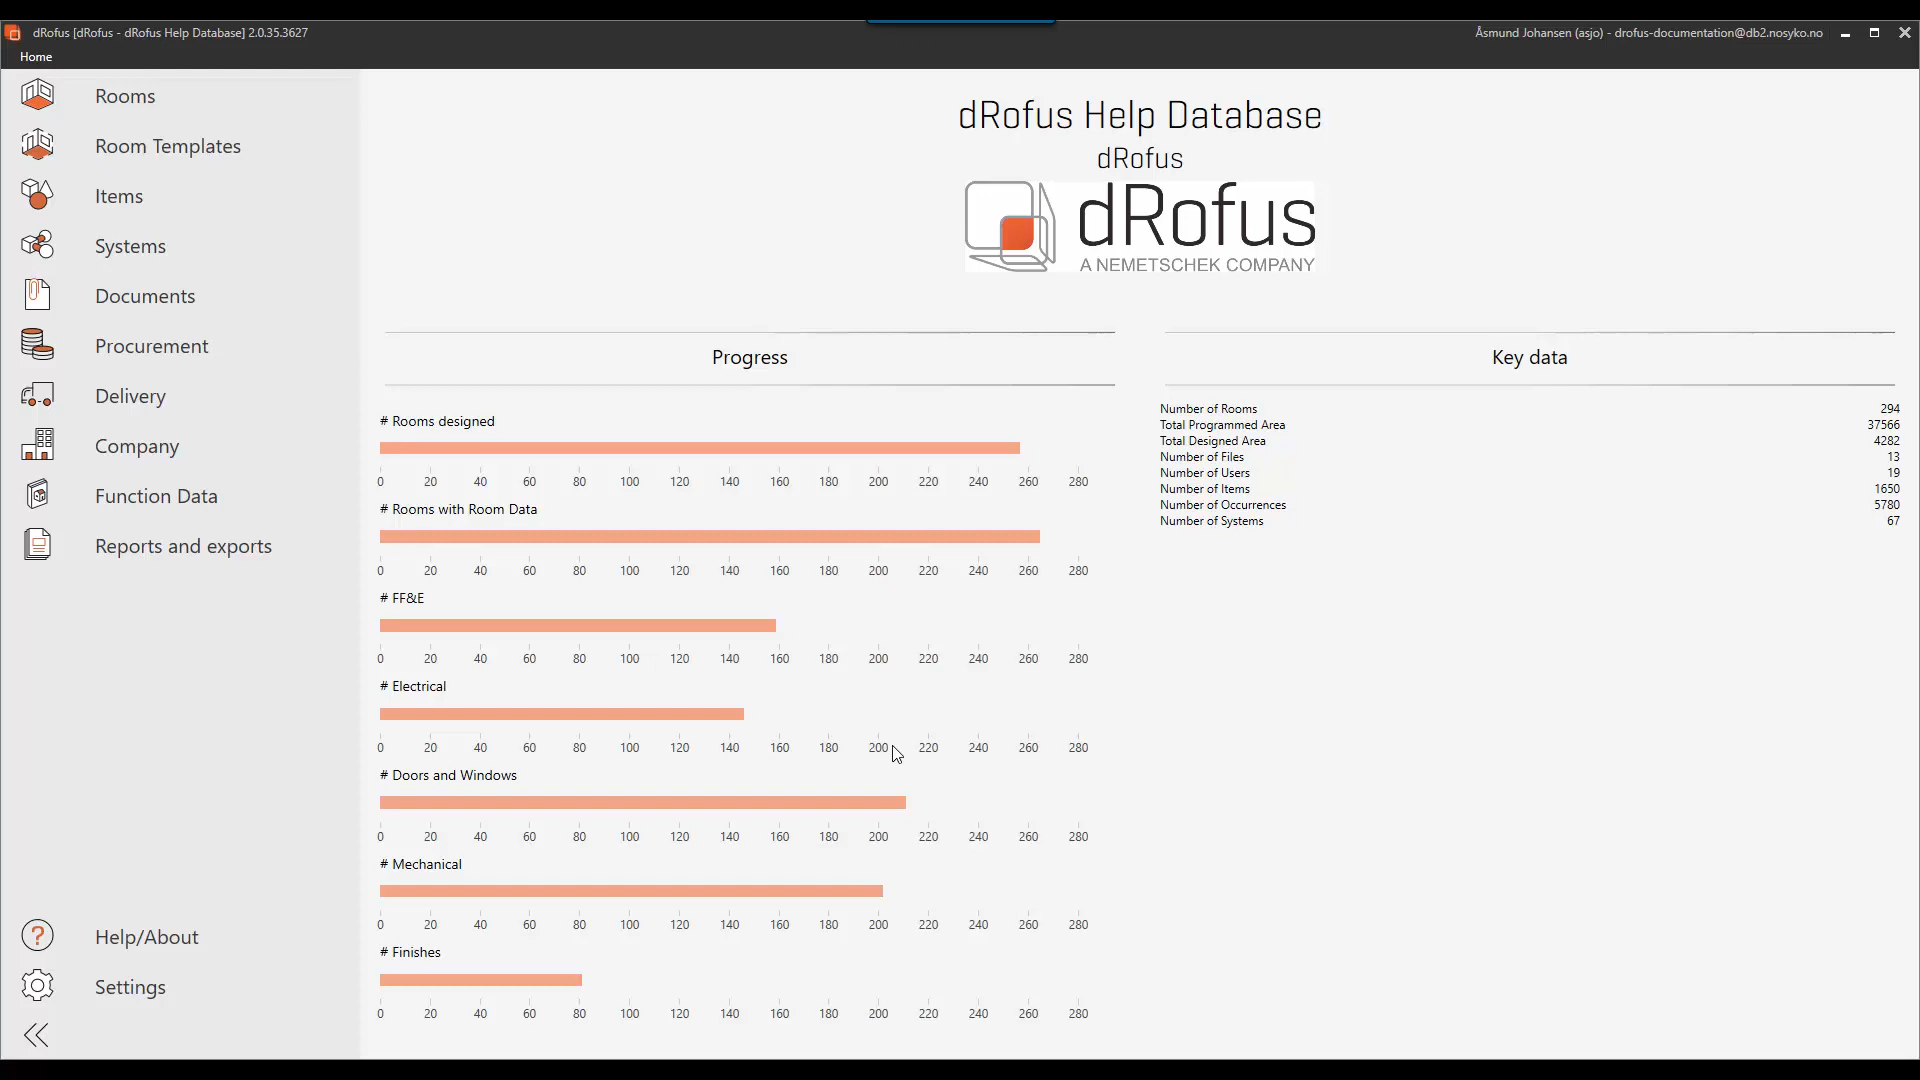 dRofus [dRofus - dRofus Help Database] 2.0.35.3627
Åsmund Johansen (asjo) - drofus-documentation@db2.nosyko.no
Home
Rooms
Room Templates
Items
Systems
Documents
Procurement
Delivery
Company
Function Data
Reports and exports
Help/About
Settings
dRofus Help Database
dRofus
dRofus
A NEMETSCHEK COMPANY
Progress
# Rooms designed
0 20 40 60 80 100 120 140 160 180 200 220 240 260 280
# Rooms with Room Data
0 20 40 60 80 100 120 140 160 180 200 220 240 260 280
# FF&E
0 20 40 60 80 100 120 140 160 180 200 220 240 260 280
# Electrical
0 20 40 60 80 100 120 140 160 180 200 220 240 260 280
# Doors and Windows
0 20 40 60 80 100 120 140 160 180 200 220 240 260 280
# Mechanical
0 20 40 60 80 100 120 140 160 180 200 220 240 260 280
# Finishes
0 20 40 60 80 100 120 140 160 180 200 220 240 260 280
Key data
Number of Rooms 294
Total Programmed Area 37566
Total Designed Area 4282
Number of Files 13
Number of Users 19
Number of Items 1650
Number of Occurrences 5780
Number of Systems 67